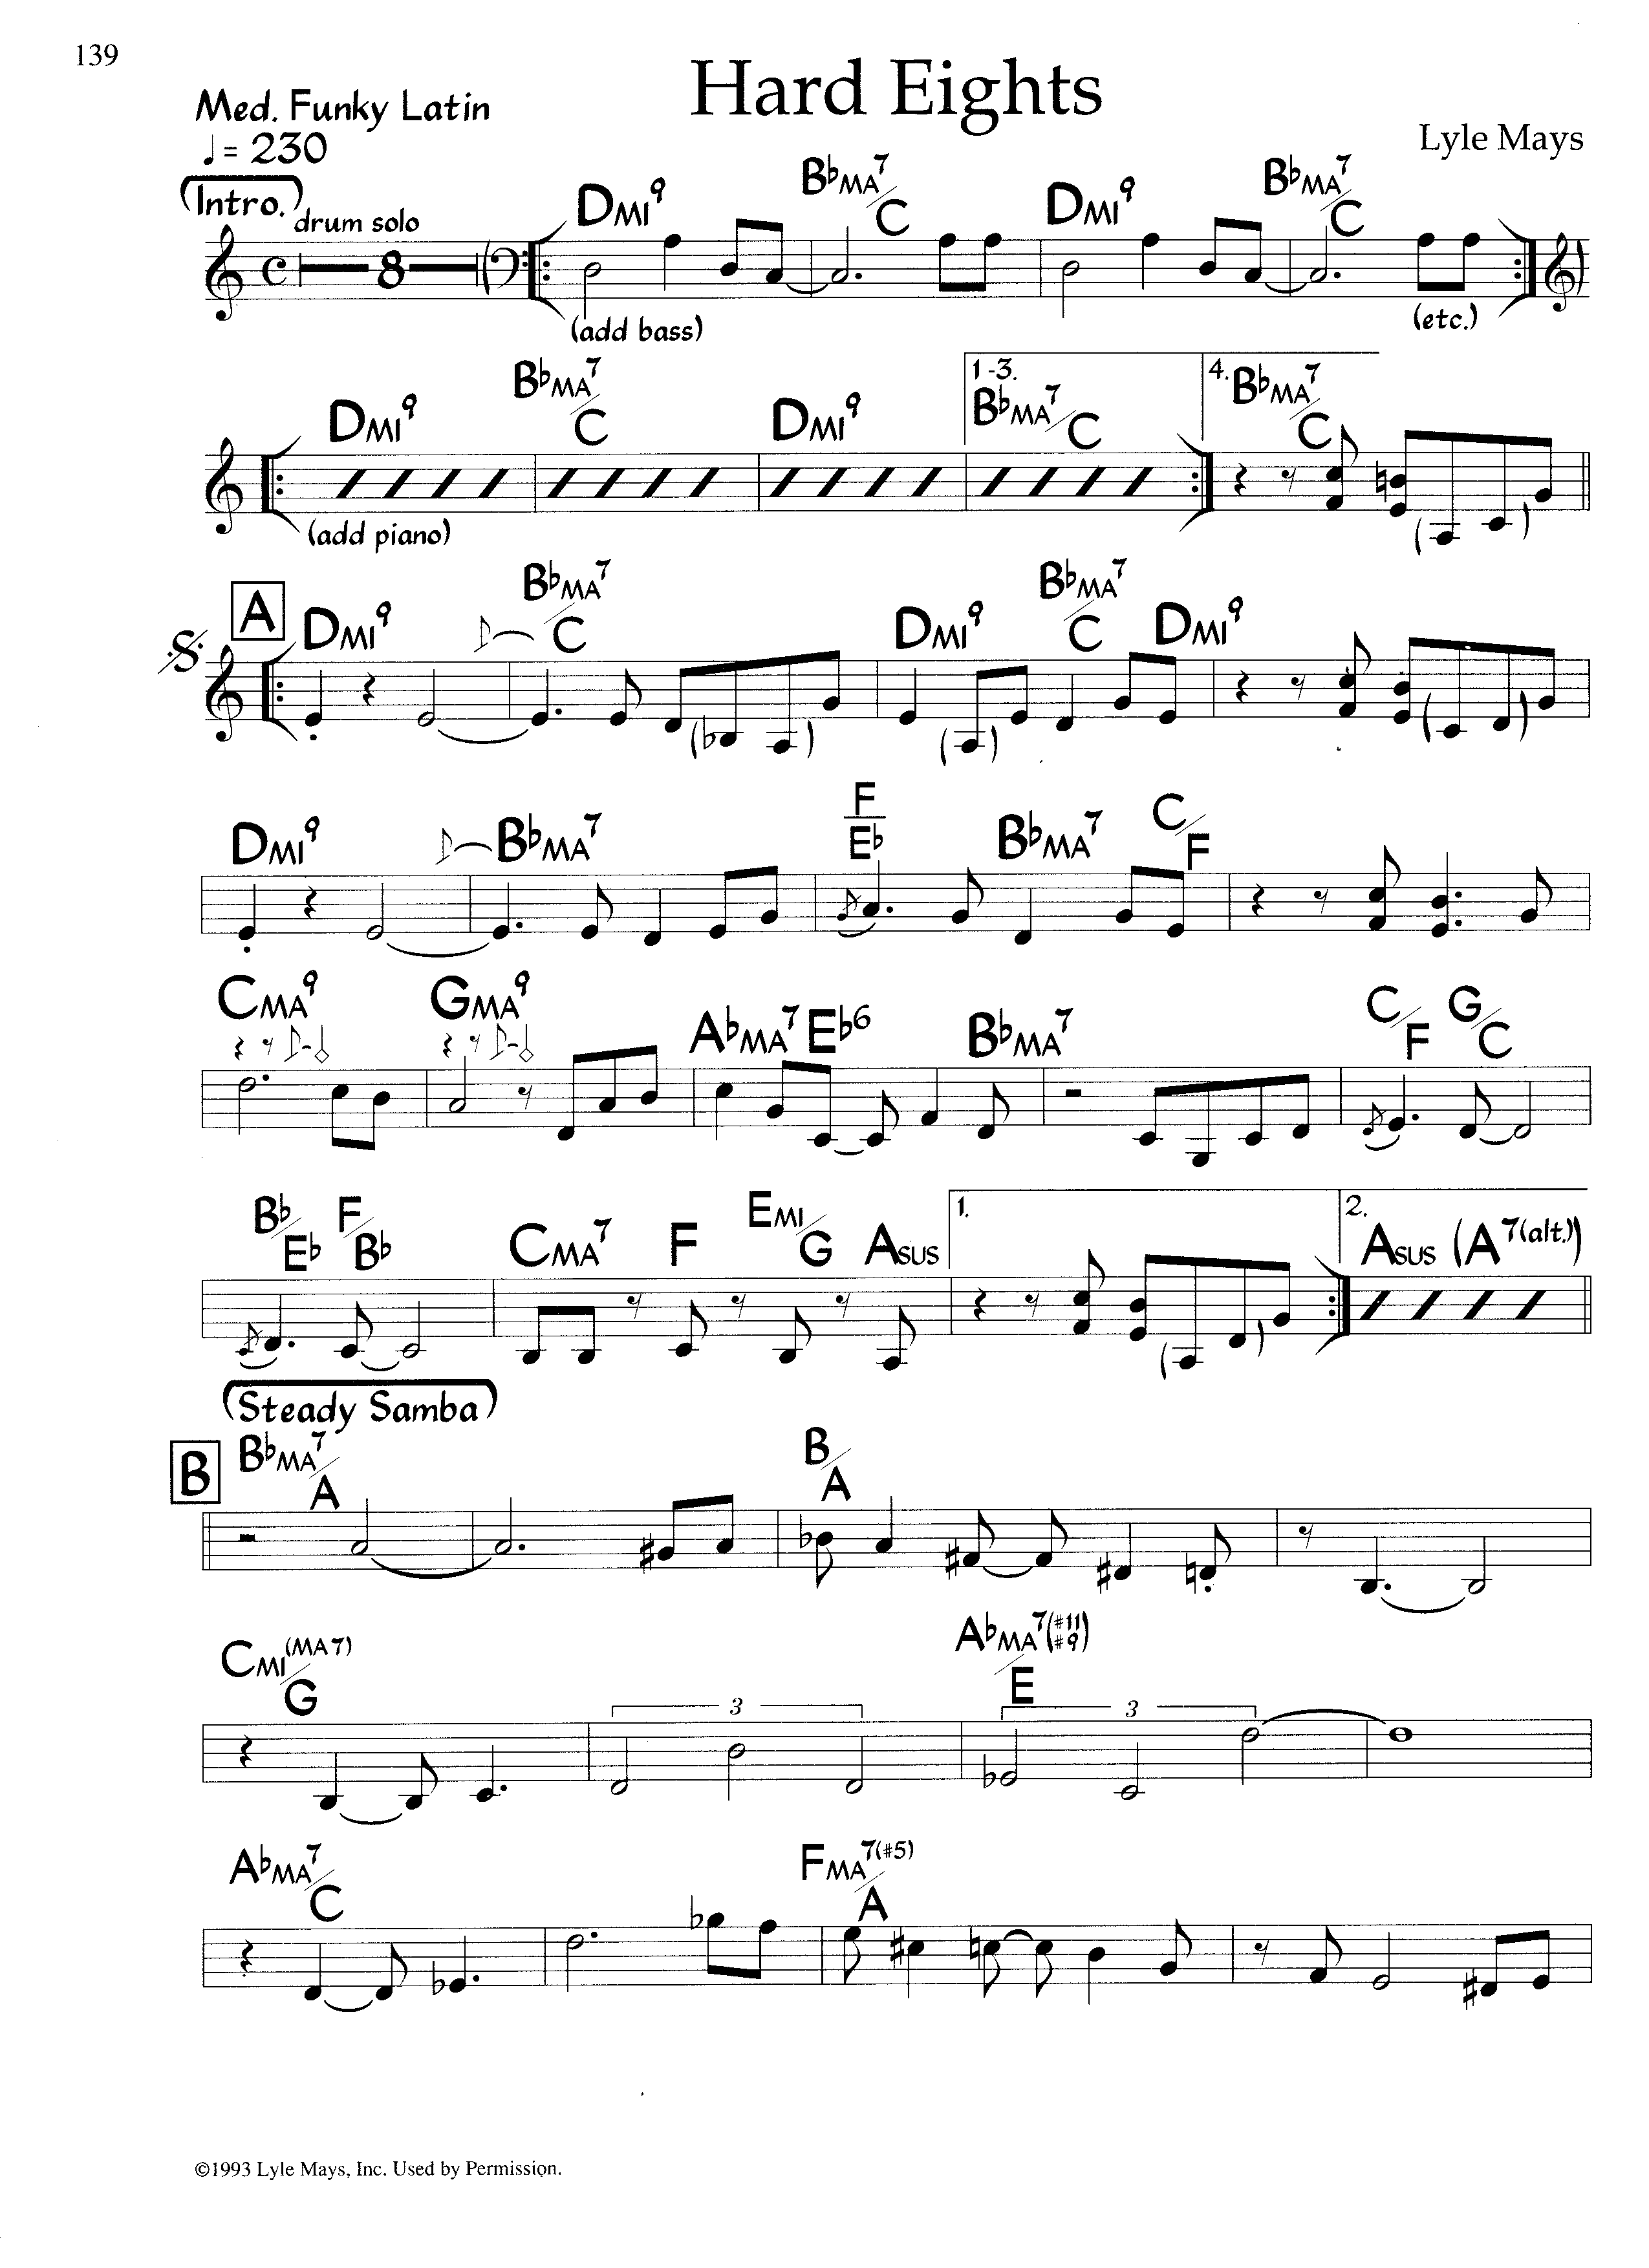 139
Hard Eights
Med. Funky Latin
♩ = 230
Lyle Mays
Intro.
drum solo
8
DMI9 B♭MA7/C DMI9 B♭MA7/C
(add bass) (etc.)
1-3. 4.
DMI9 B♭MA7/C DMI9 B♭MA7/C B♭MA7/C
(add piano)
A
DMI9 B♭MA7/C DMI9 B♭MA7/C DMI9
DMI9 B♭MA7 F/E♭ B♭MA7 C/F
CMA9 GMA9 A♭MA7 E♭6 B♭MA7 C/F G/C
B♭/E♭ F/B♭ CMA7 F EMI/G ASUS 1. 2. ASUS (A7(alt.))
(Steady Samba)
B
B♭MA7/A B/A
CMI(MA7)/G A♭MA7(#11 #9)/E
3 3
A♭MA7/C FMA7(#5)/A
©1993 Lyle Mays, Inc. Used by Permission.